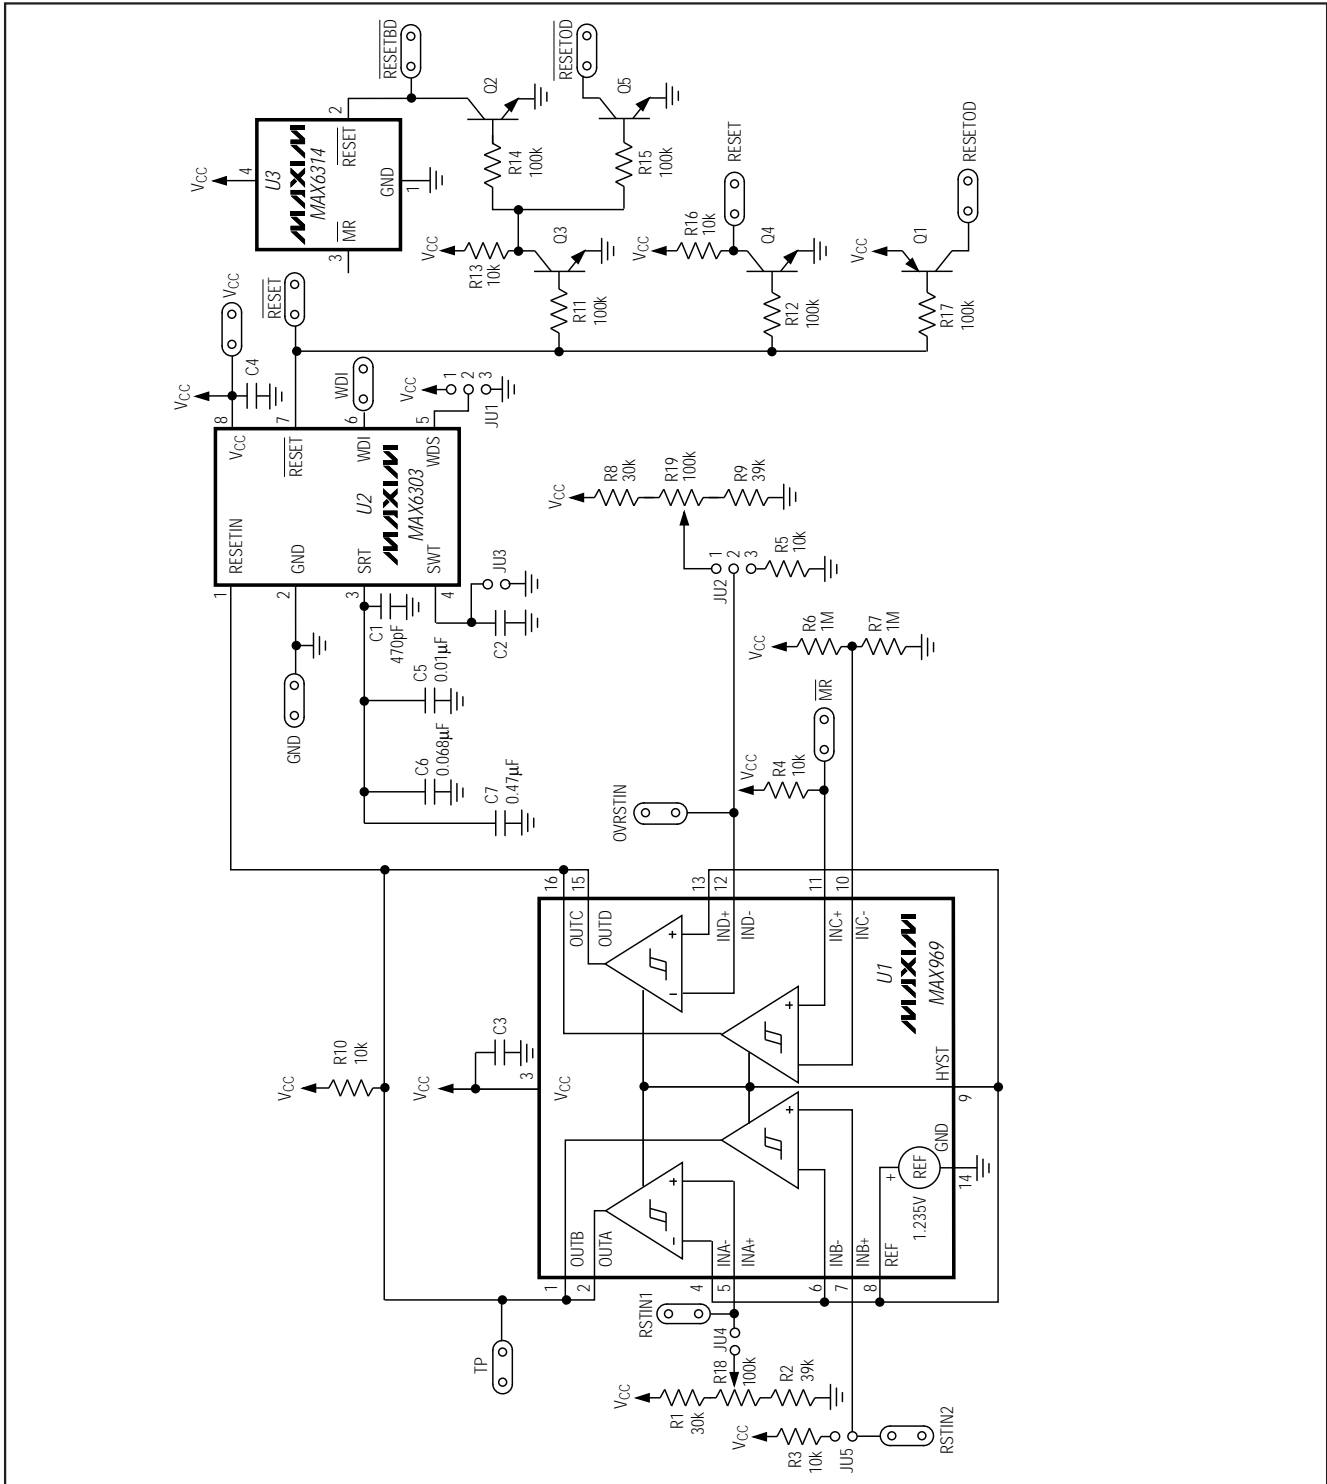 RESETBD
RESETOD
Q2
Q5
VCC
4
U3
MAXIM
MAX6314
2
RESET
MR
GND
1
3
R14
100k
R15
100k
VCC
R13
10k
Q3
R11
100k
VCC
R16
10k
RESET
Q4
R12
100k
VCC
Q1
RESETOD
R17
100k
VCC
VCC
C4
RESET
WDI
VCC
1
2
3
JU1
8
7
6
5
VCC
RESET
WDI
WDS
U2
MAXIM
MAX6303
RESETIN
GND
SRT
SWT
1
2
3
4
GND
C1
470pF
C2
JU3
C5
0.01µF
C6
0.068µF
C7
0.47µF
VCC
R8
30k
R19
100k
R9
39k
JU2
1
2
3
R5
10k
VCC
R6
1M
R7
1M
MR
VCC
R4
10k
OVRSTIN
VCC
R10
10k
VCC
C3
3
VCC
16
15
13
12
11
10
OUTC
OUTD
IND+
IND-
INC+
INC-
U1
MAXIM
MAX969
HYST
9
GND
14
REF
+
1.235V
+
-
+
+
+
-
OUTB
OUTA
INA-
INA+
INB-
INB+
REF
1
2
4
5
6
7
8
TP
RSTIN1
JU4
VCC
R1
30k
R18
100k
R2
39k
VCC
R3
10k
JU5
RSTIN2